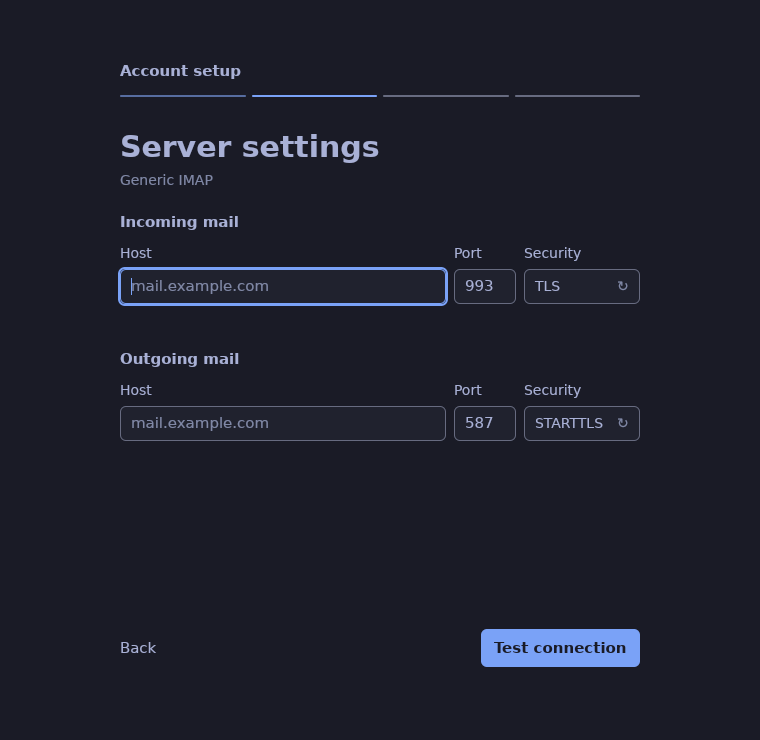 Account setup
Server settings
Generic IMAP
Incoming mail
Host Port Security
mail.example.com 993 TLS ↻
Outgoing mail
Host Port Security
mail.example.com 587 STARTTLS ↻
Back Test connection